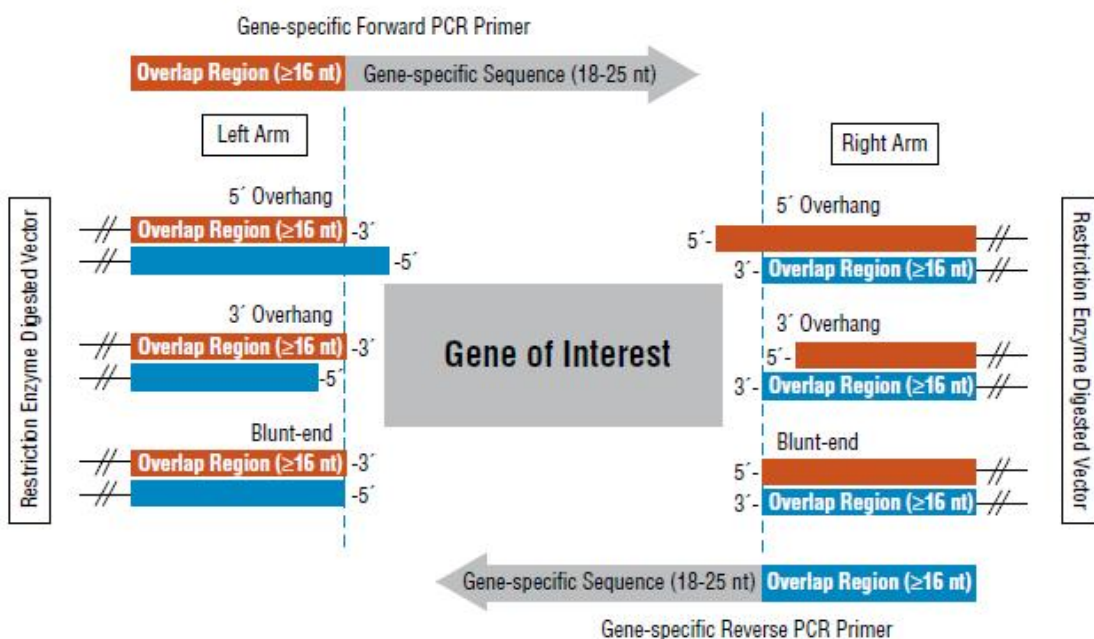 Gene-specific Forward PCR Primer
Overlap Region (≥16 nt) Gene-specific Sequence (18-25 nt)
Left Arm
Right Arm
Restriction Enzyme Digested Vector
5´ Overhang
Overlap Region (≥16 nt) -3´
-5´
3´ Overhang
Overlap Region (≥16 nt) -3´
-5´
Blunt-end
Overlap Region (≥16 nt) -3´
-5´
Gene of Interest
5´ Overhang
5´-
3´- Overlap Region (≥16 nt)
3´ Overhang
5´-
3´- Overlap Region (≥16 nt)
Blunt-end
5´-
3´- Overlap Region (≥16 nt)
Restriction Enzyme Digested Vector
Gene-specific Sequence (18-25 nt) Overlap Region (≥16 nt)
Gene-specific Reverse PCR Primer